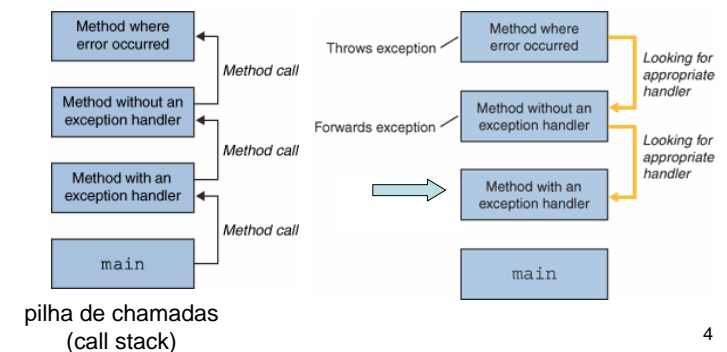 Method where
error occurred
Method call
Method without an
exception handler
Method call
Method with an
exception handler
Method call
main
pilha de chamadas
(call stack)
Throws exception
Method where
error occurred
Looking for
appropriate
handler
Forwards exception
Method without an
exception handler
Looking for
appropriate
handler
Method with an
exception handler
main
4